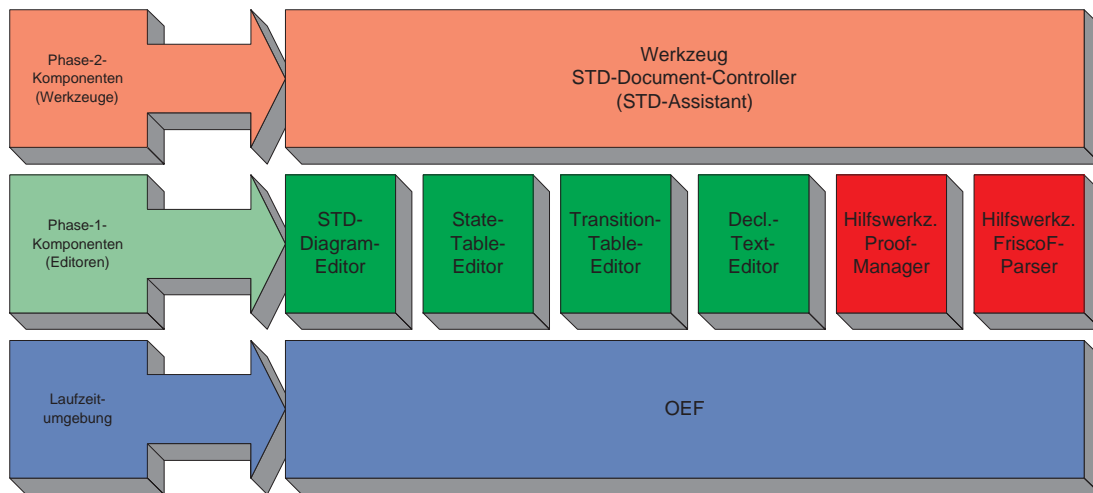 Phase-2-
Komponenten
(Werkzeuge)
Werkzeug
STD-Document-Controller
(STD-Assistant)
Phase-1-
Komponenten
(Editoren)
STD-
Diagram-
Editor
State-
Table-
Editor
Transition-
Table-
Editor
Decl.-
Text-
Editor
Hilfswerkz.
Proof-
Manager
Hilfswerkz.
FriscoF-
Parser
Laufzeit-
umgebung
OEF